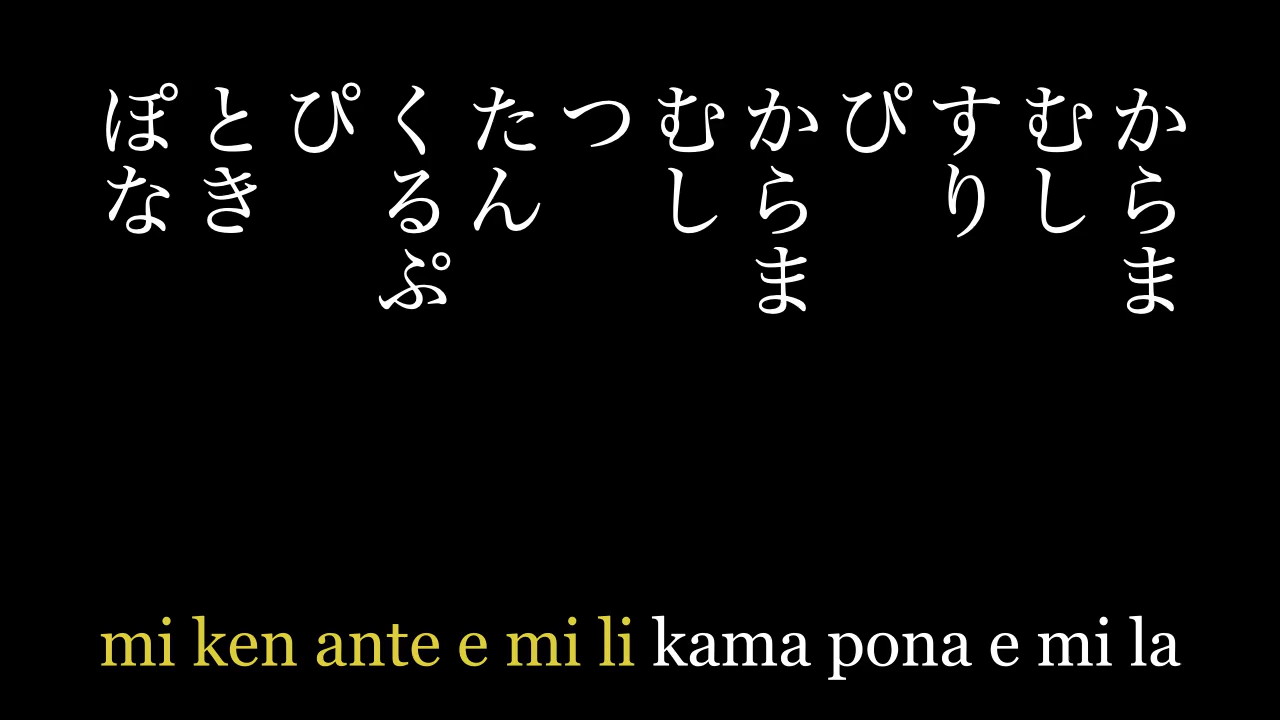 からま
むし
すり
ぴ
からま
むし
つ
たん
くるぷ
ぴ
とき
ぽな
mi ken ante e mi li kama pona e mi la